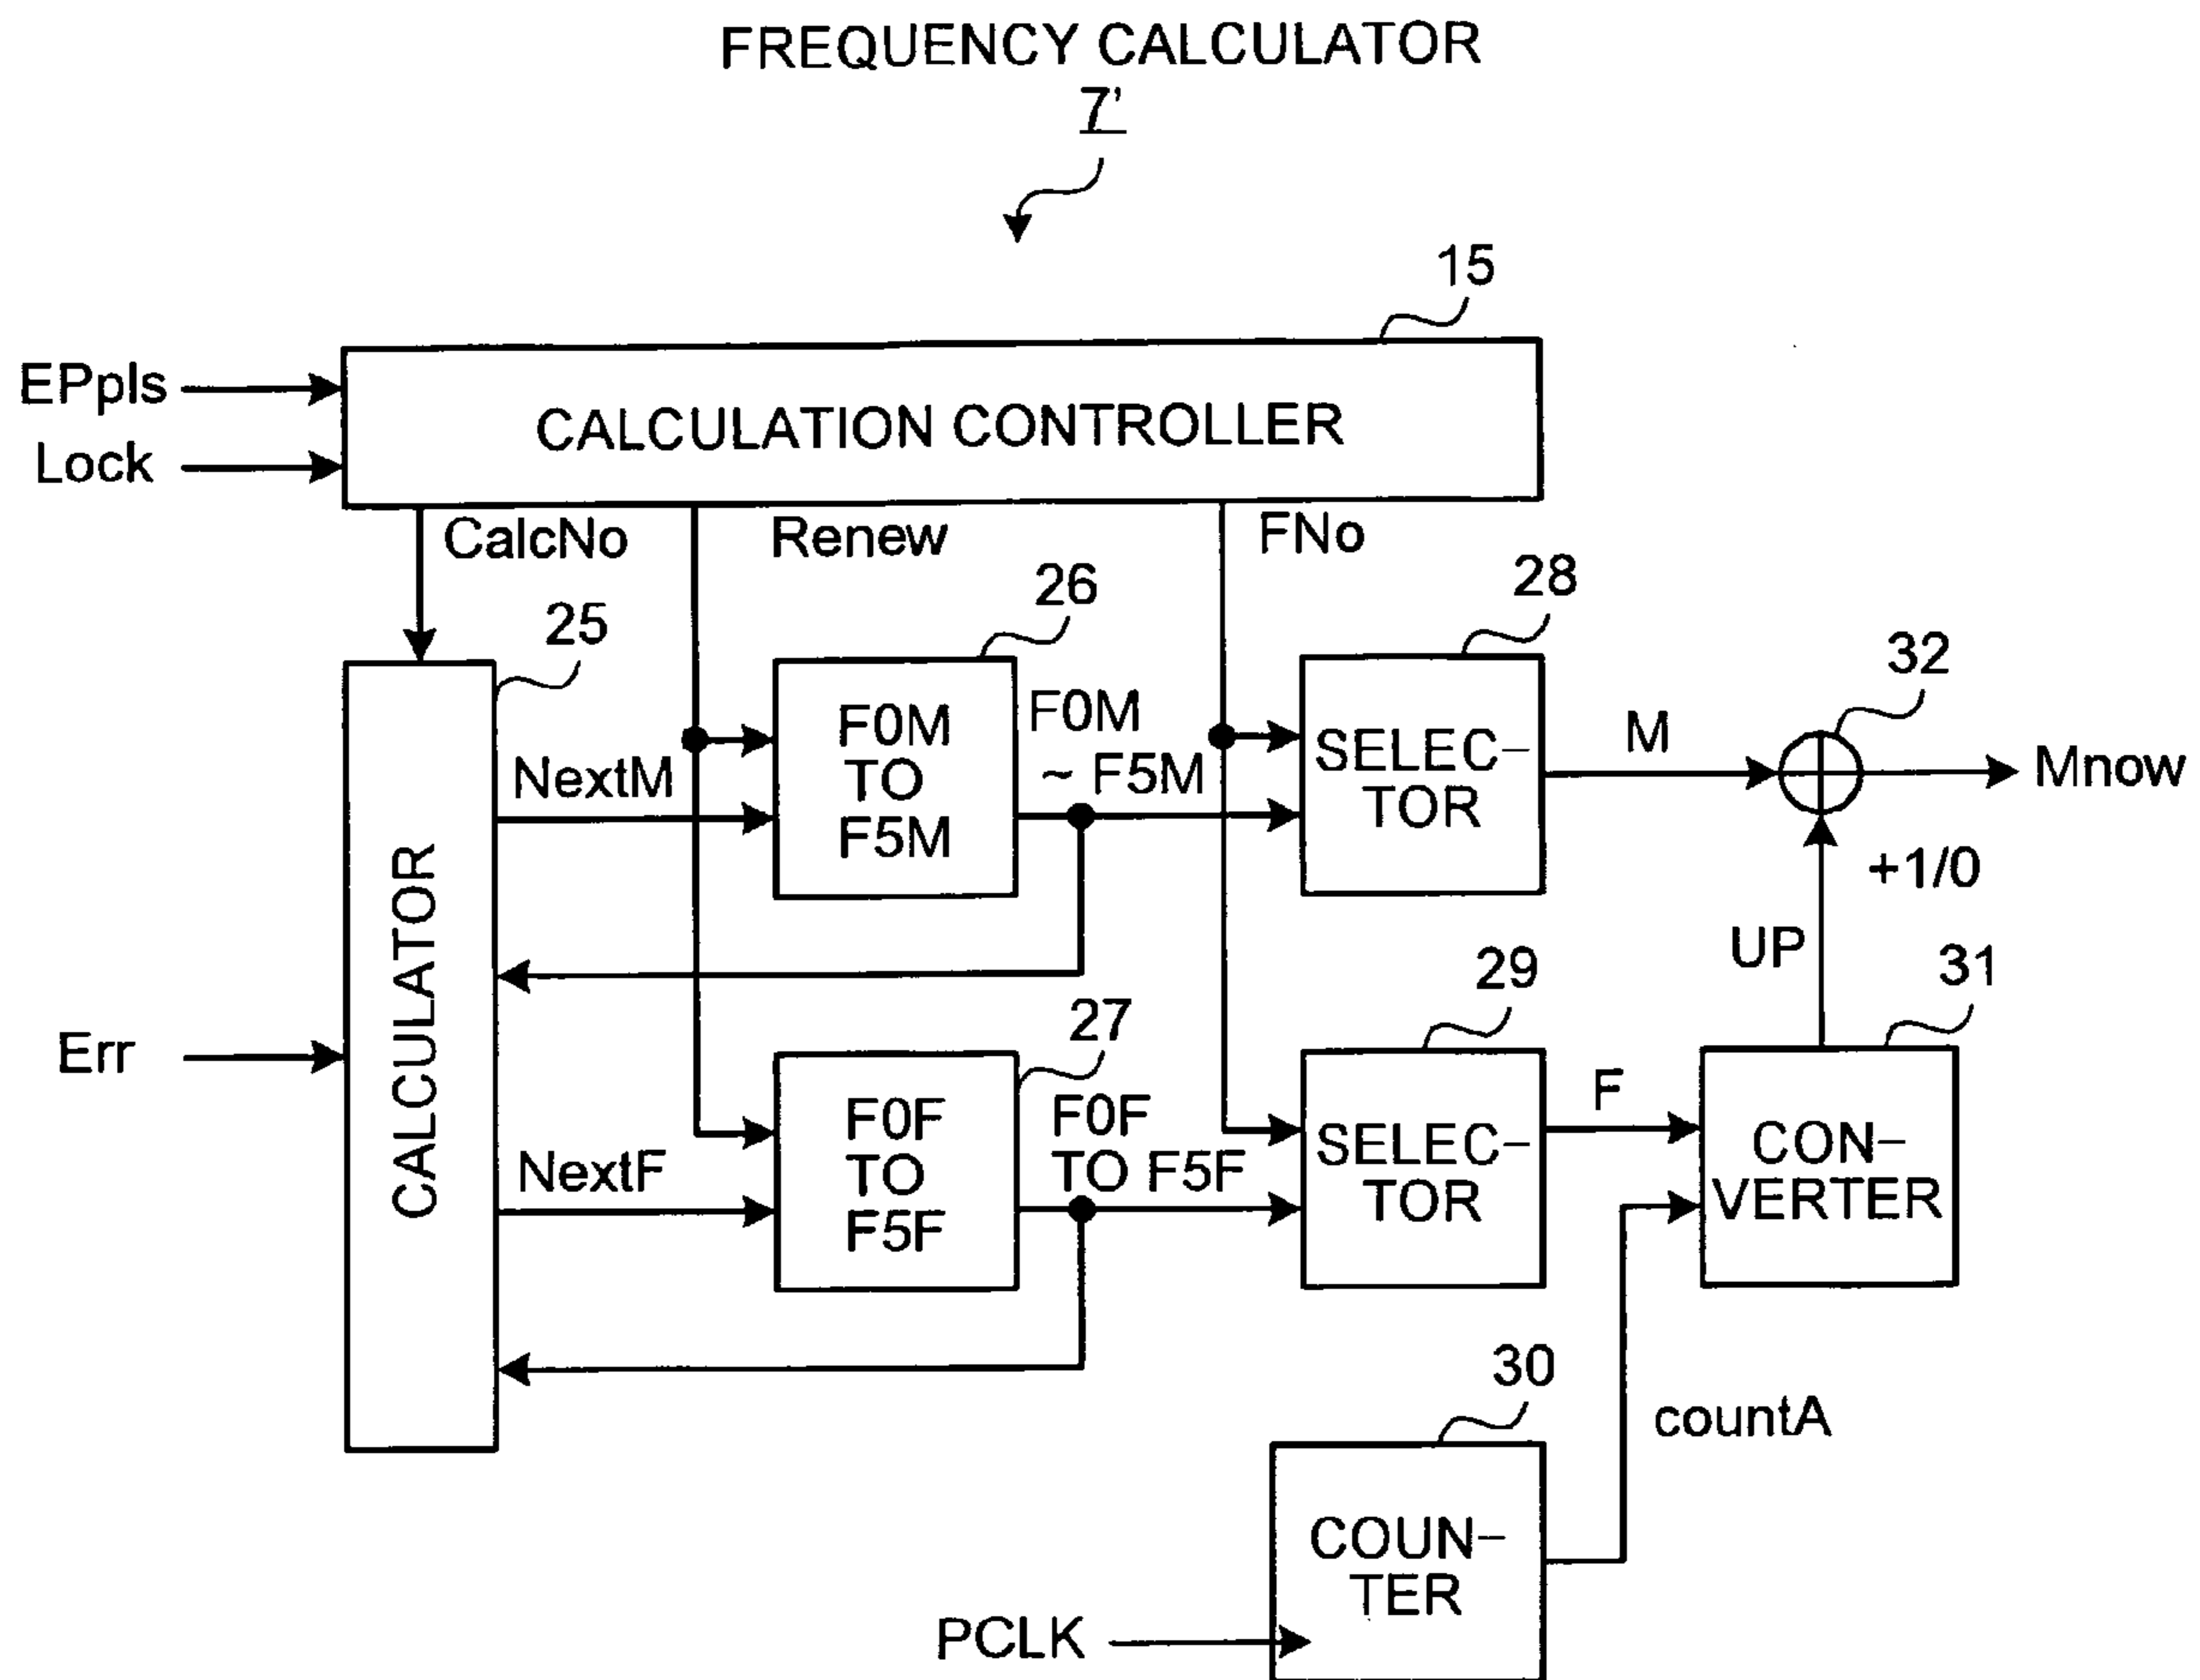 FREQUENCY CALCULATOR
7'
15
EPpls
Lock
CALCULATION CONTROLLER
CalcNo
Renew
FNo
25
26
28
32
F0M
TO
F5M
F0M
~ F5M
SELEC-
TOR
M
Mnow
NextM
+1/0
UP
CALCULATOR
Err
27
29
31
F0F
TO
F5F
F0F
TO F5F
SELEC-
TOR
F
CON-
VERTER
NextF
30
countA
COUN-
TER
PCLK